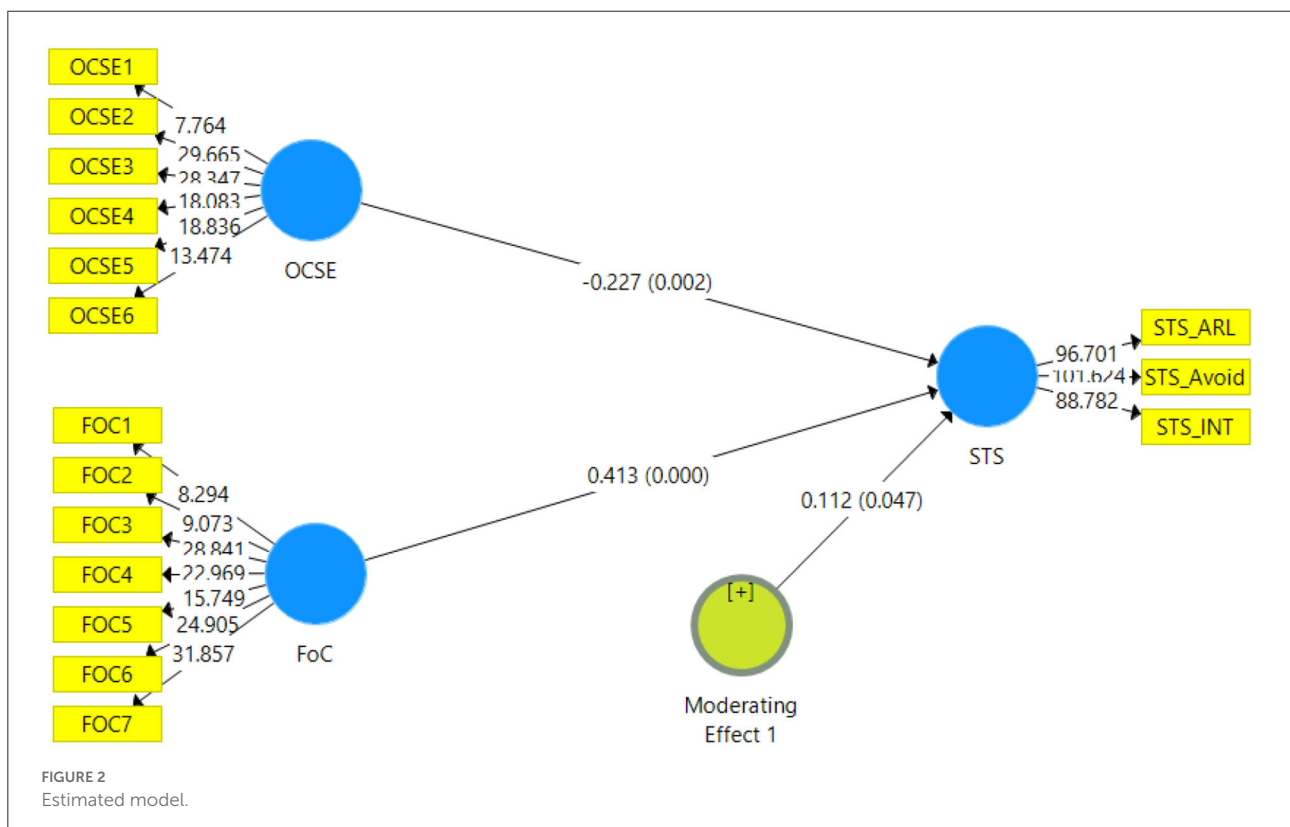 OCSE1
OCSE2
OCSE3
OCSE4
OCSE5
OCSE6
7.764
29.665
28.347
18.083
18.836
13.474
OCSE
-0.227 (0.002)
FOC1
FOC2
FOC3
FOC4
FOC5
FOC6
FOC7
8.294
9.073
28.841
22.969
15.749
24.905
31.857
FoC
0.413 (0.000)
STS
96.701
101.624
88.782
STS_ARL
STS_Avoid
STS_INT
0.112 (0.047)
[+]
Moderating
Effect 1
FIGURE 2
Estimated model.